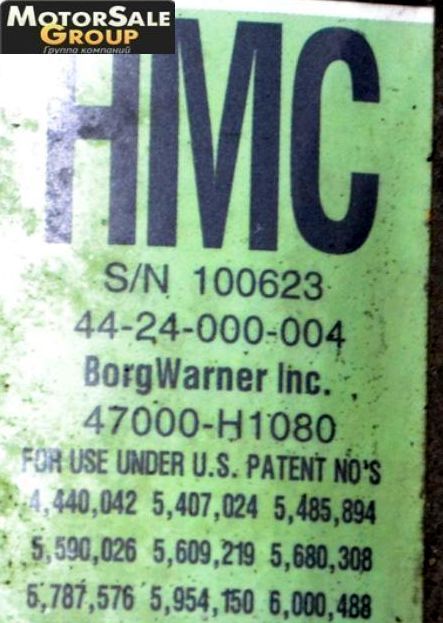 MOTORSALE
GROUP
Группа компаний
HMC
S/N 100623
44-24-000-004
BorgWarner Inc.
47000-H1080
FOR USE UNDER U.S. PATENT NO'S
4,440,042 5,407,024 5,485,894
5,590,026 5,609,219 5,680,308
5,787,576 5,954,150 6,000,488